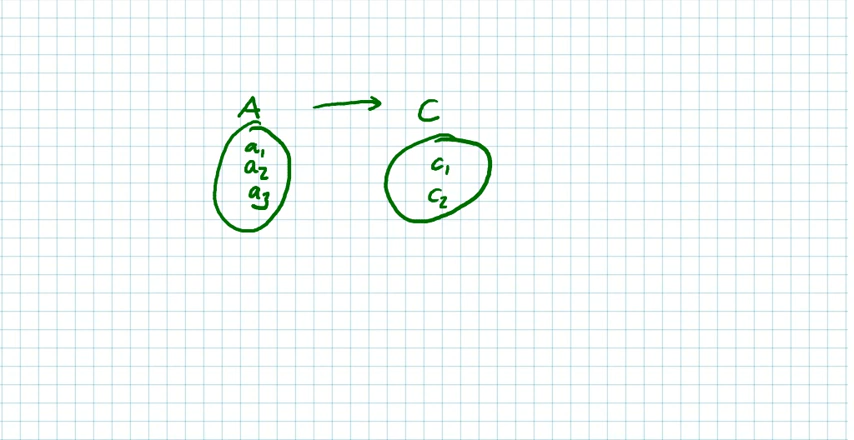 A → C
a₁
a₂
a₃
c₁
c₂